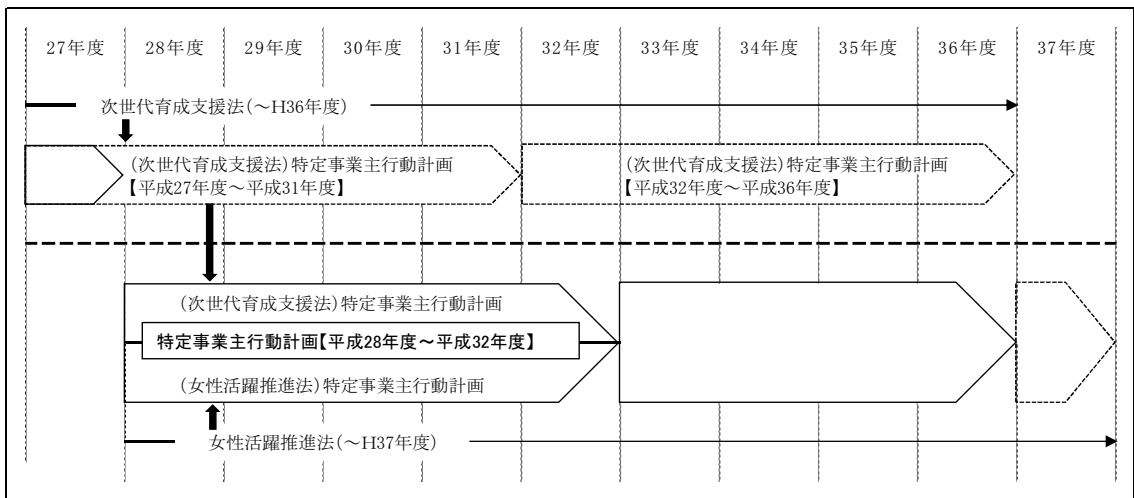 27年度 28年度 29年度 30年度 31年度 32年度 33年度 34年度 35年度 36年度 37年度
次世代育成支援法(～H36年度)
(次世代育成支援法)特定事業主行動計画
【平成27年度～平成31年度】
(次世代育成支援法)特定事業主行動計画
【平成32年度～平成36年度】
(次世代育成支援法)特定事業主行動計画
特定事業主行動計画【平成28年度～平成32年度】
(女性活躍推進法)特定事業主行動計画
女性活躍推進法(～H37年度)